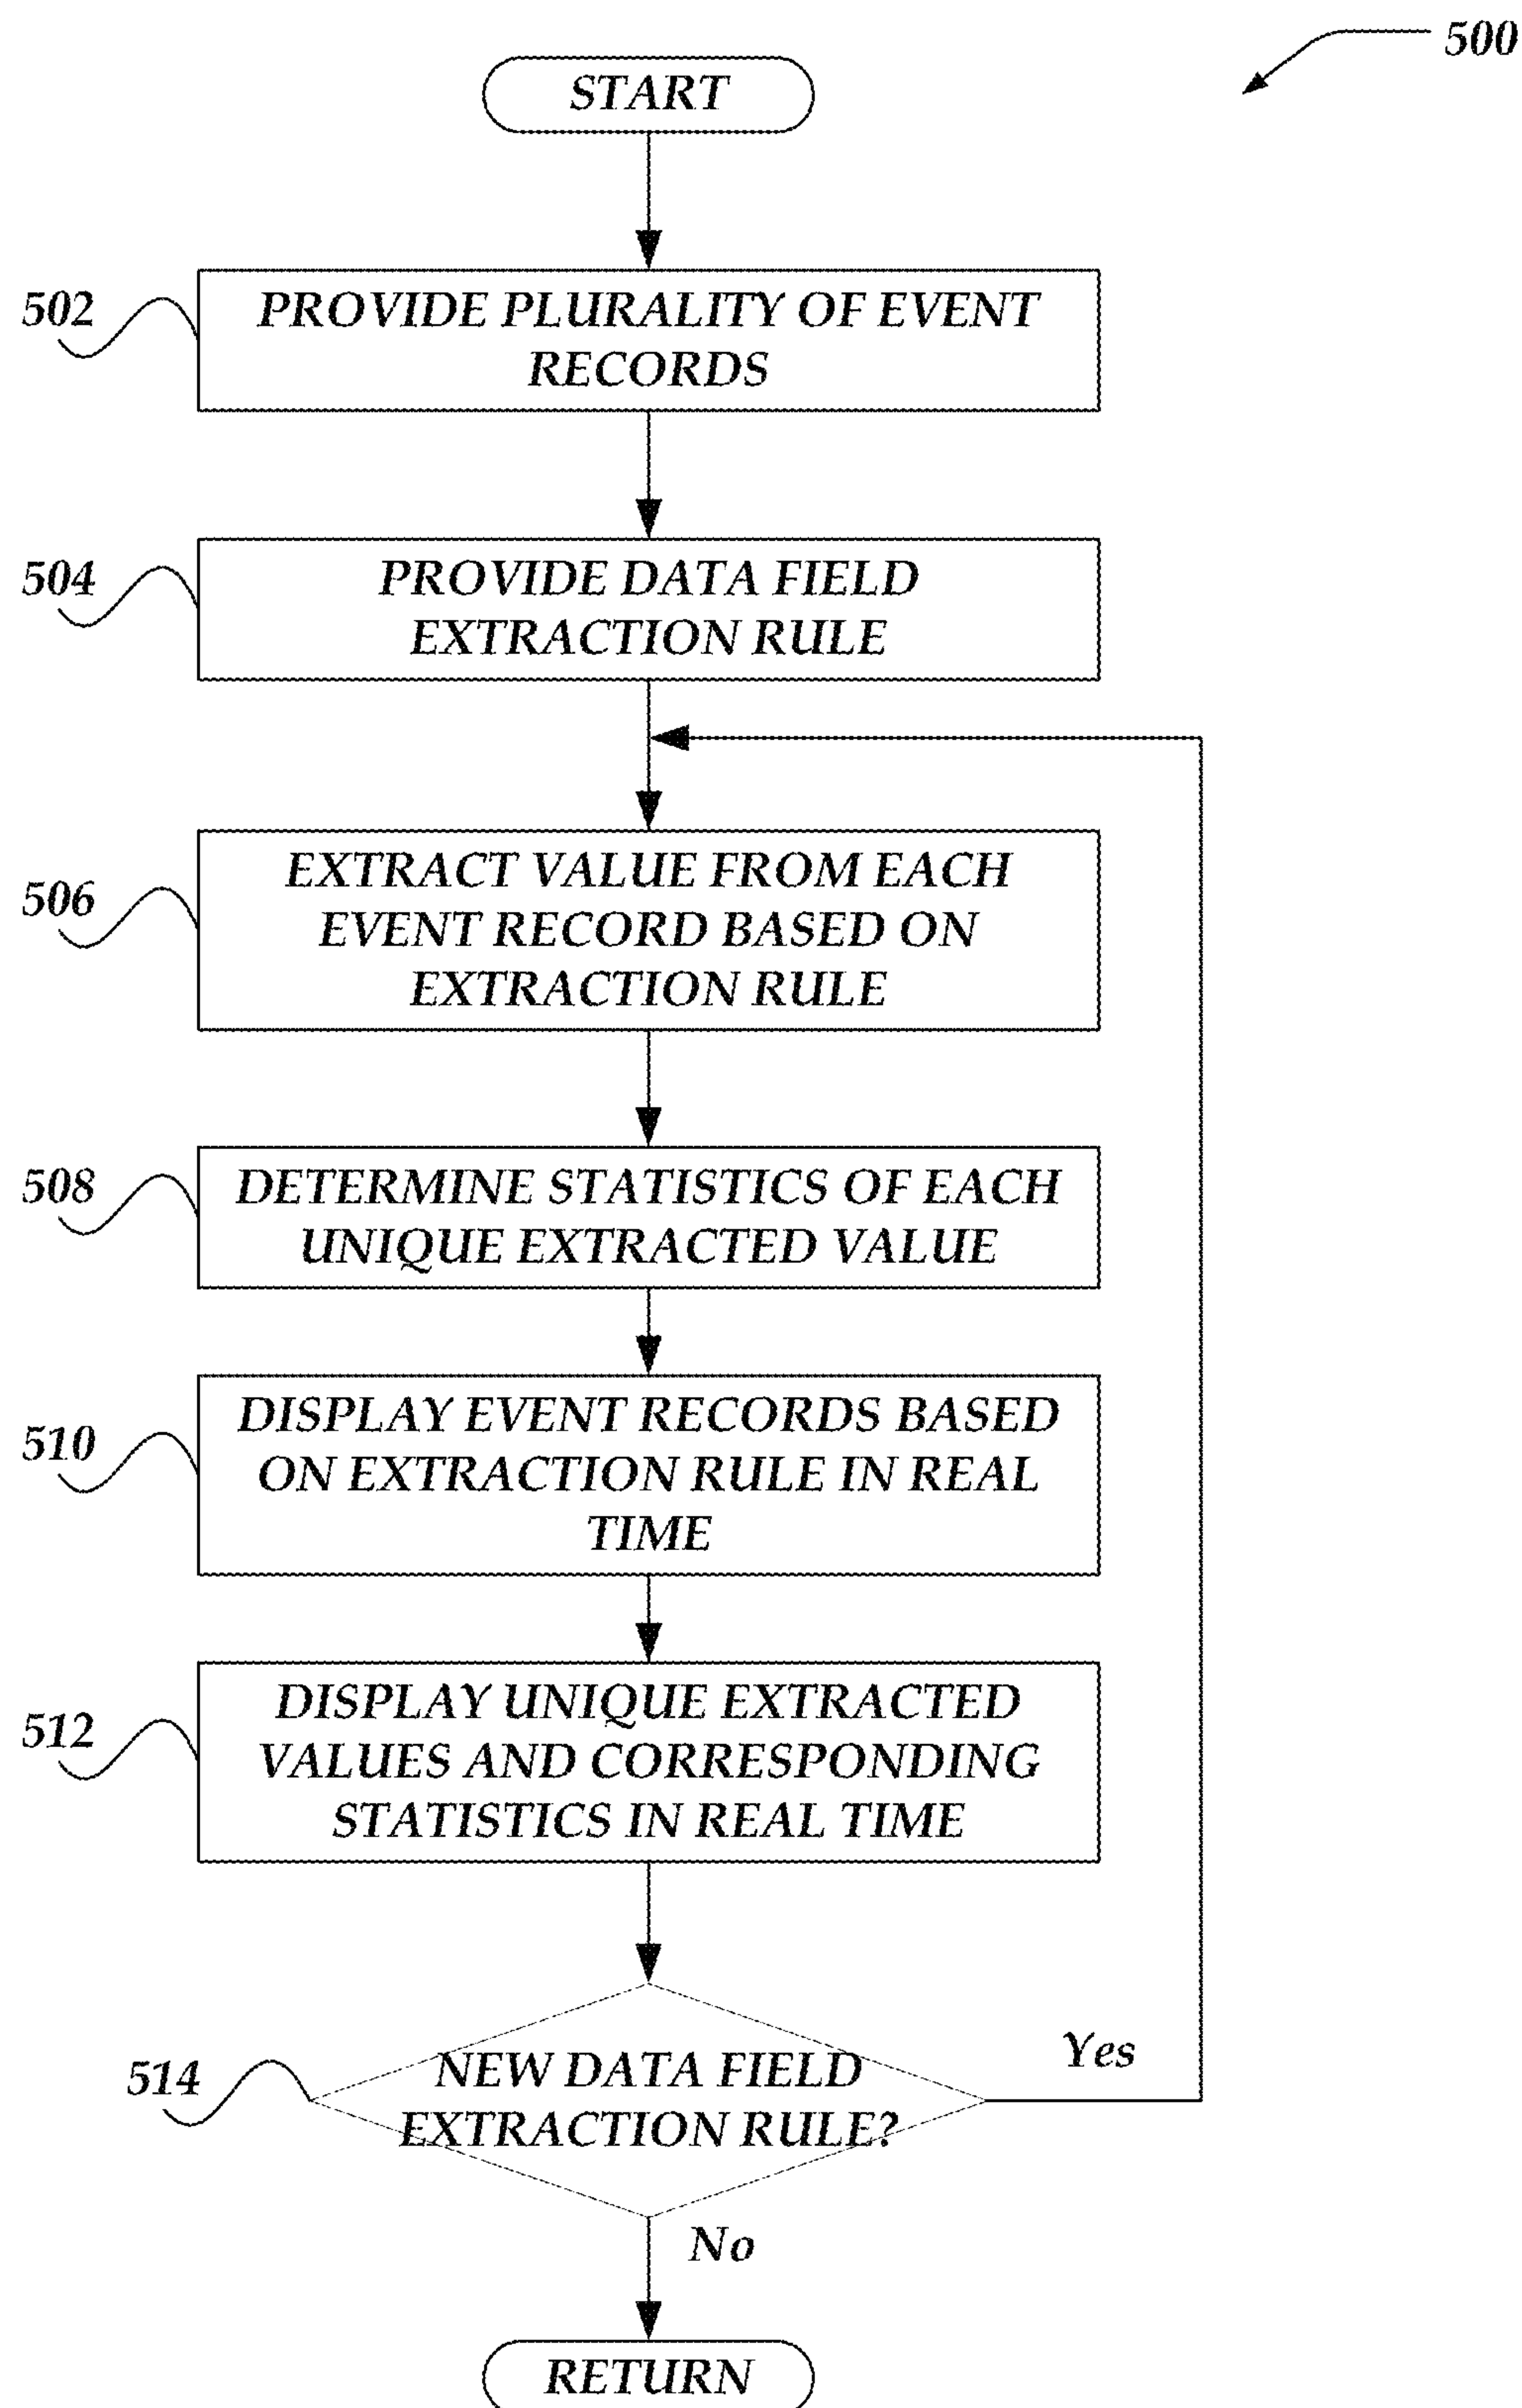 500
START
502
PROVIDE PLURALITY OF EVENT
RECORDS
504
PROVIDE DATA FIELD
EXTRACTION RULE
506
EXTRACT VALUE FROM EACH
EVENT RECORD BASED ON
EXTRACTION RULE
508
DETERMINE STATISTICS OF EACH
UNIQUE EXTRACTED VALUE
510
DISPLAY EVENT RECORDS BASED
ON EXTRACTION RULE IN REAL
TIME
512
DISPLAY UNIQUE EXTRACTED
VALUES AND CORRESPONDING
STATISTICS IN REAL TIME
514
NEW DATA FIELD
EXTRACTION RULE?
Yes
No
RETURN